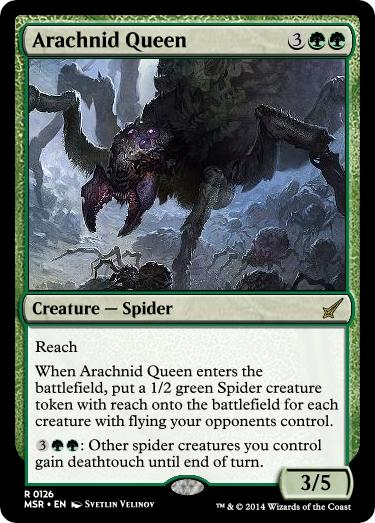 Arachnid Queen 3
Creature — Spider
Reach
When Arachnid Queen enters the
battlefield, put a 1/2 green Spider creature
token with reach onto the battlefield for each
creature with flying your opponents control.
3: Other spider creatures you control
gain deathtouch until end of turn.
3/5
R 0126
MSR • EN Svetlin Velinov
™ & © 2014 Wizards of the Coast